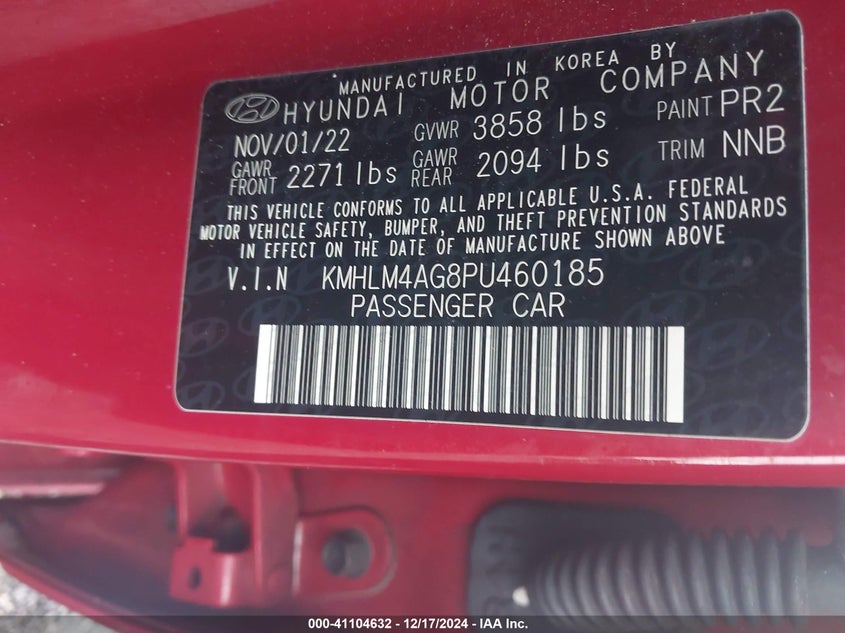 MANUFACTURED IN KOREA BY
HYUNDAI MOTOR COMPANY
NOV/01/22 GVWR 3858 lbs PAINT PR2
GAWR FRONT 2271 lbs GAWR REAR 2094 lbs TRIM NNB
THIS VEHICLE CONFORMS TO ALL APPLICABLE U.S.A. FEDERAL
MOTOR VEHICLE SAFETY, BUMPER, AND THEFT PREVENTION STANDARDS
IN EFFECT ON THE DATE OF MANUFACTURE SHOWN ABOVE
V.I.N KMHLM4AG8PU460185
PASSENGER CAR
000-41104632 - 12/17/2024 - IAA Inc.